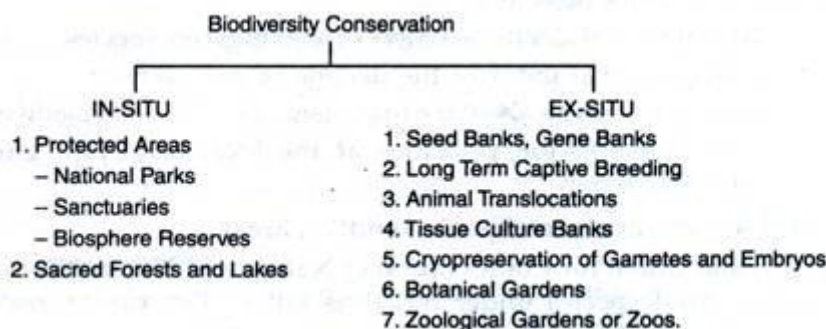 Biodiversity Conservation
IN-SITU
1. Protected Areas
– National Parks
– Sanctuaries
– Biosphere Reserves
2. Sacred Forests and Lakes
EX-SITU
1. Seed Banks, Gene Banks
2. Long Term Captive Breeding
3. Animal Translocations
4. Tissue Culture Banks
5. Cryopreservation of Gametes and Embryos
6. Botanical Gardens
7. Zoological Gardens or Zoos.